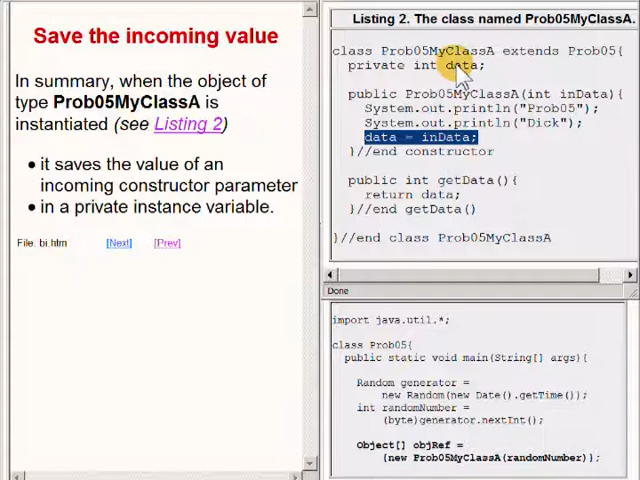 Save the incoming value
In summary, when the object of
type Prob05MyClassA is
instantiated (see Listing 2)
• it saves the value of an
incoming constructor parameter
• in a private instance variable.
File: bi.htm [Next] [Prev]
Listing 2. The class named Prob05MyClassA.
class Prob05MyClassA extends Prob05{
private int data;
public Prob05MyClassA(int inData){
System.out.println("Prob05");
System.out.println("Dick");
data = inData;
}//end constructor
public int getData(){
return data;
}//end getData()
}//end class Prob05MyClassA
Done
import java.util.*;
class Prob05{
public static void main(String[] args){
Random generator =
new Random(new Date().getTime());
int randomNumber =
(byte)generator.nextInt();
Object[] objRef =
{new Prob05MyClassA(randomNumber)};